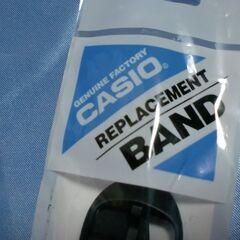 GENUINE FACTORY
CASIO
REPLACEMENT
BAND